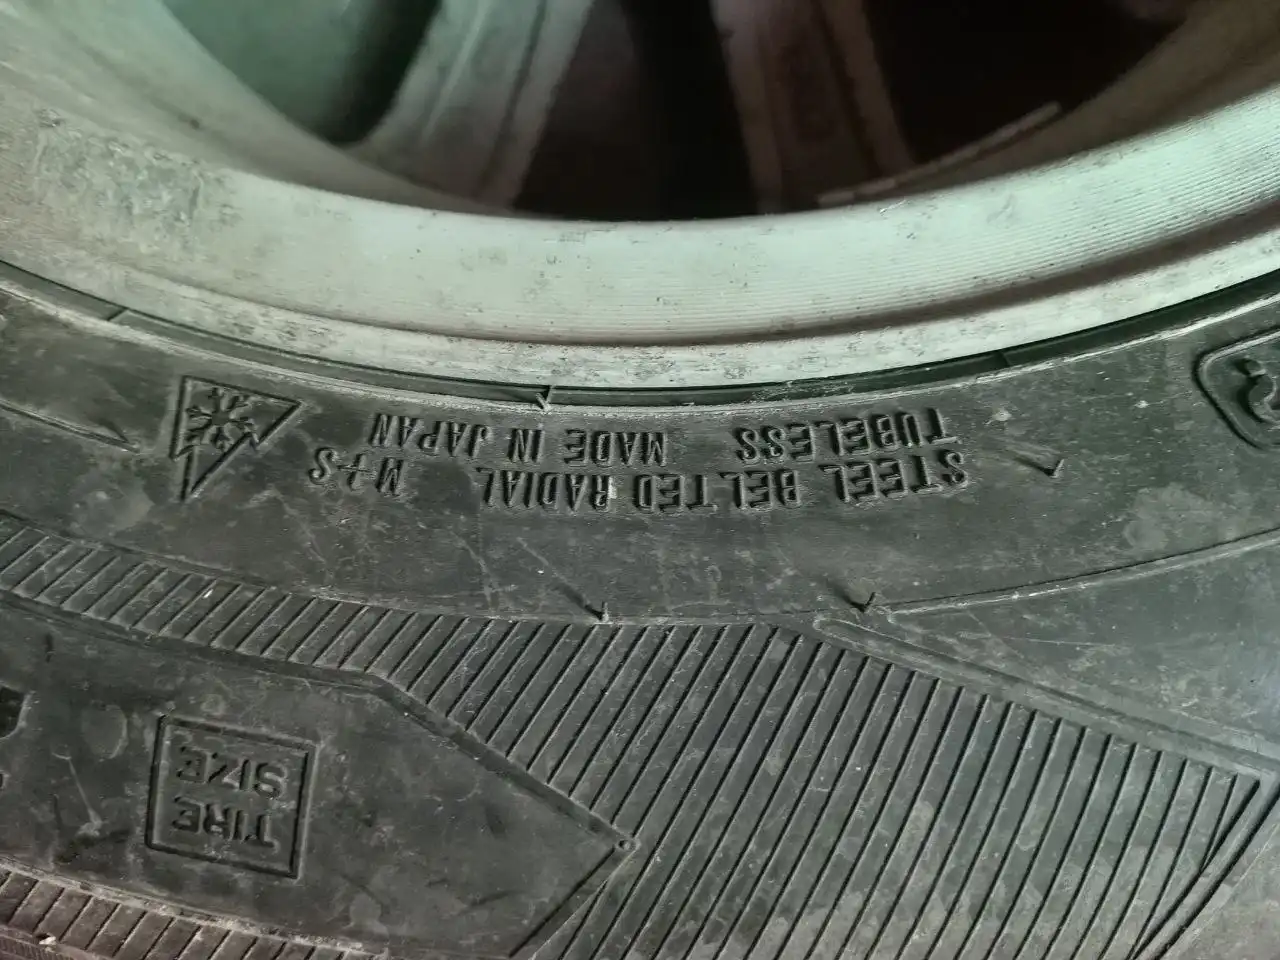 STEEL BELTED RADIAL M+S
TUBELESS MADE IN JAPAN
TIRE
SIZE